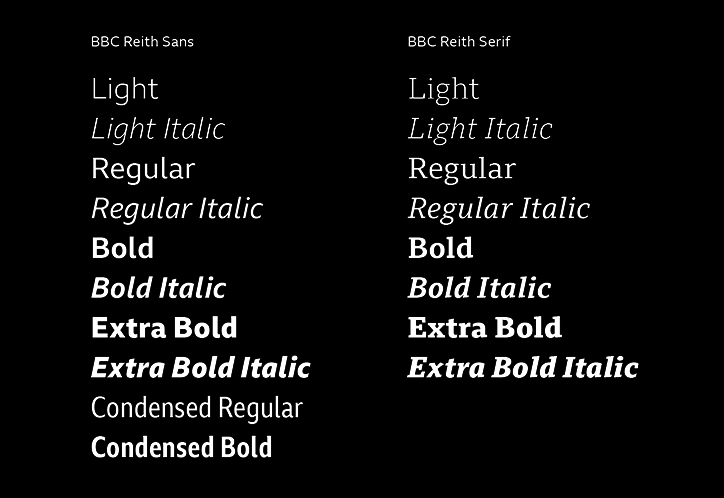 BBC Reith Sans
Light
Light Italic
Regular
Regular Italic
Bold
Bold Italic
Extra Bold
Extra Bold Italic
Condensed Regular
Condensed Bold
BBC Reith Serif
Light
Light Italic
Regular
Regular Italic
Bold
Bold Italic
Extra Bold
Extra Bold Italic